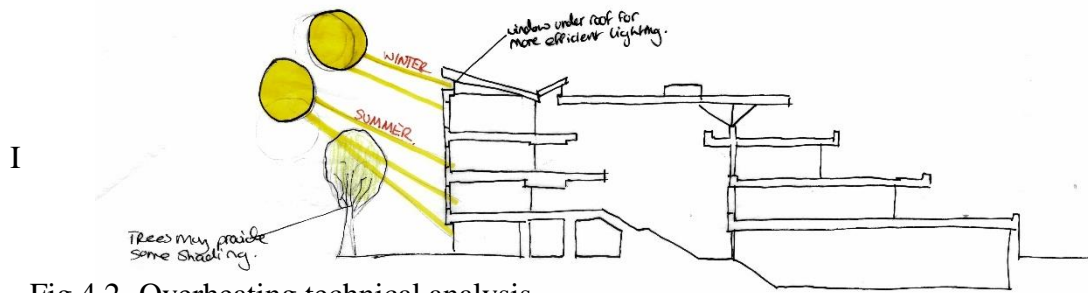 window under roof for
more efficient lighting.
WINTER
SUMMER.
I
Trees may provide
some shading.
Fig 4.2. Overheating technical analysis